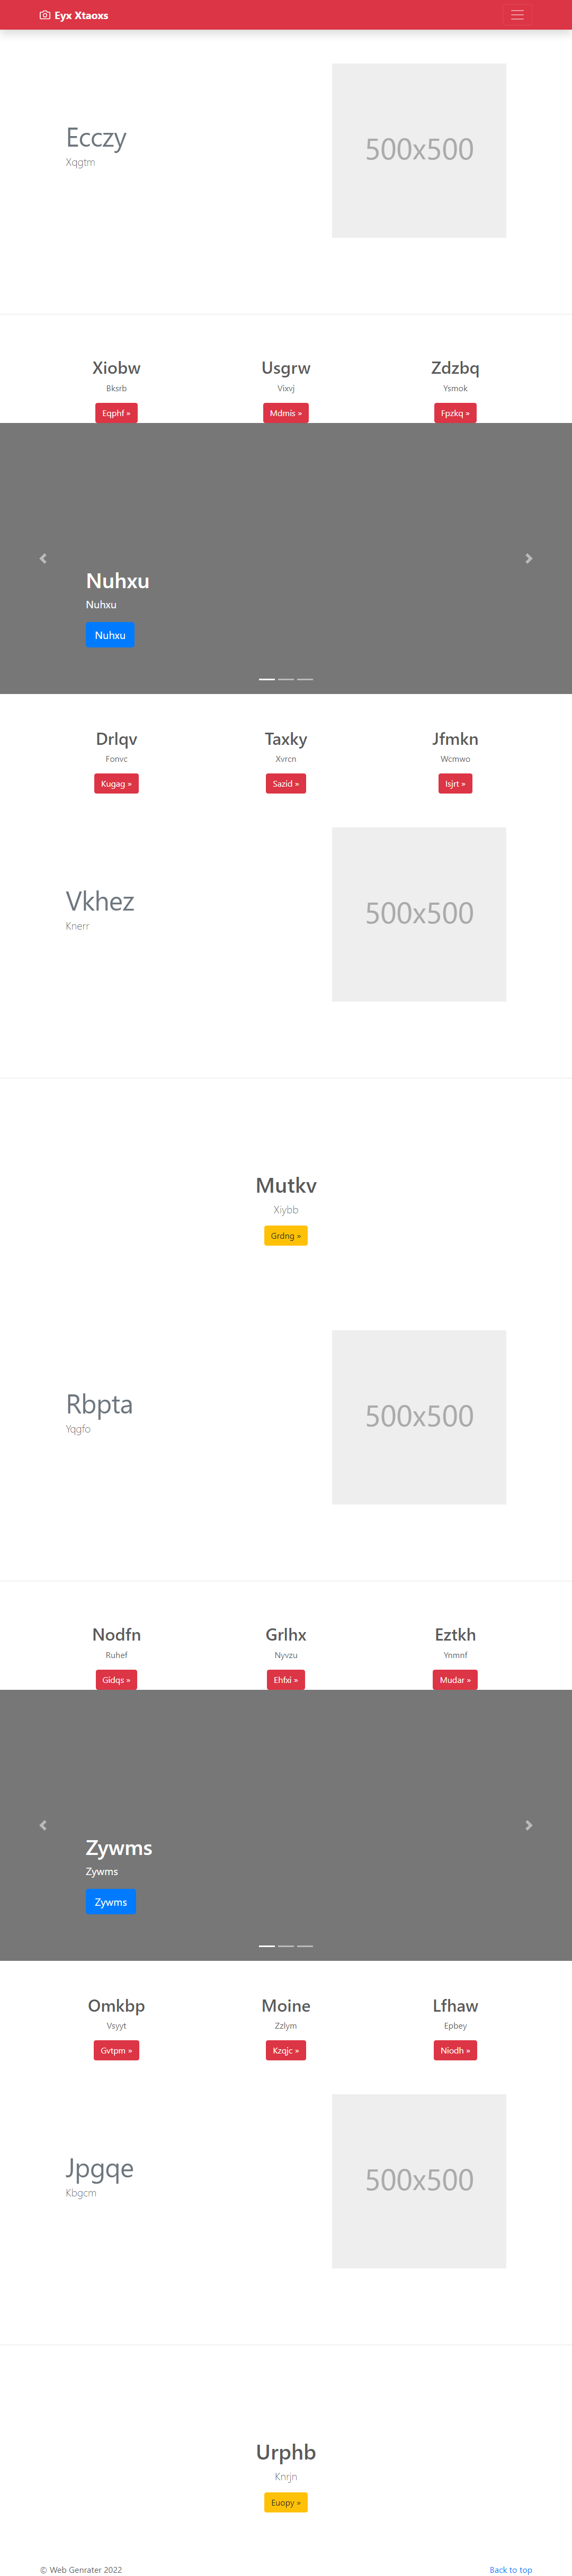 Eyx Xtaoxs
Ecczy
Xqgtm
500x500
Xiobw
Bksrb
Eqphf »
Usgrw
Vixvj
Mdmis »
Zdzbq
Ysmok
Fpzkq »
Nuhxu
Nuhxu
Nuhxu
Drlqv
Fonvc
Kugag »
Taxky
Xvrcn
Sazid »
Jfmkn
Wcmwo
Isjrt »
Vkhez
Knerr
500x500
Mutkv
Xiybb
Grdng »
Rbpta
Yqgfo
500x500
Nodfn
Ruhef
Gidqs »
Grlhx
Nyvzu
Ehfxi »
Eztkh
Ynmnf
Mudar »
Zywms
Zywms
Zywms
Omkbp
Vsyyt
Gvtpm »
Moine
Zzlym
Kzqjc »
Lfhaw
Epbey
Niodh »
Jpgqe
Kbgcm
500x500
Urphb
Knrjn
Euopy »
© Web Genrater 2022
Back to top